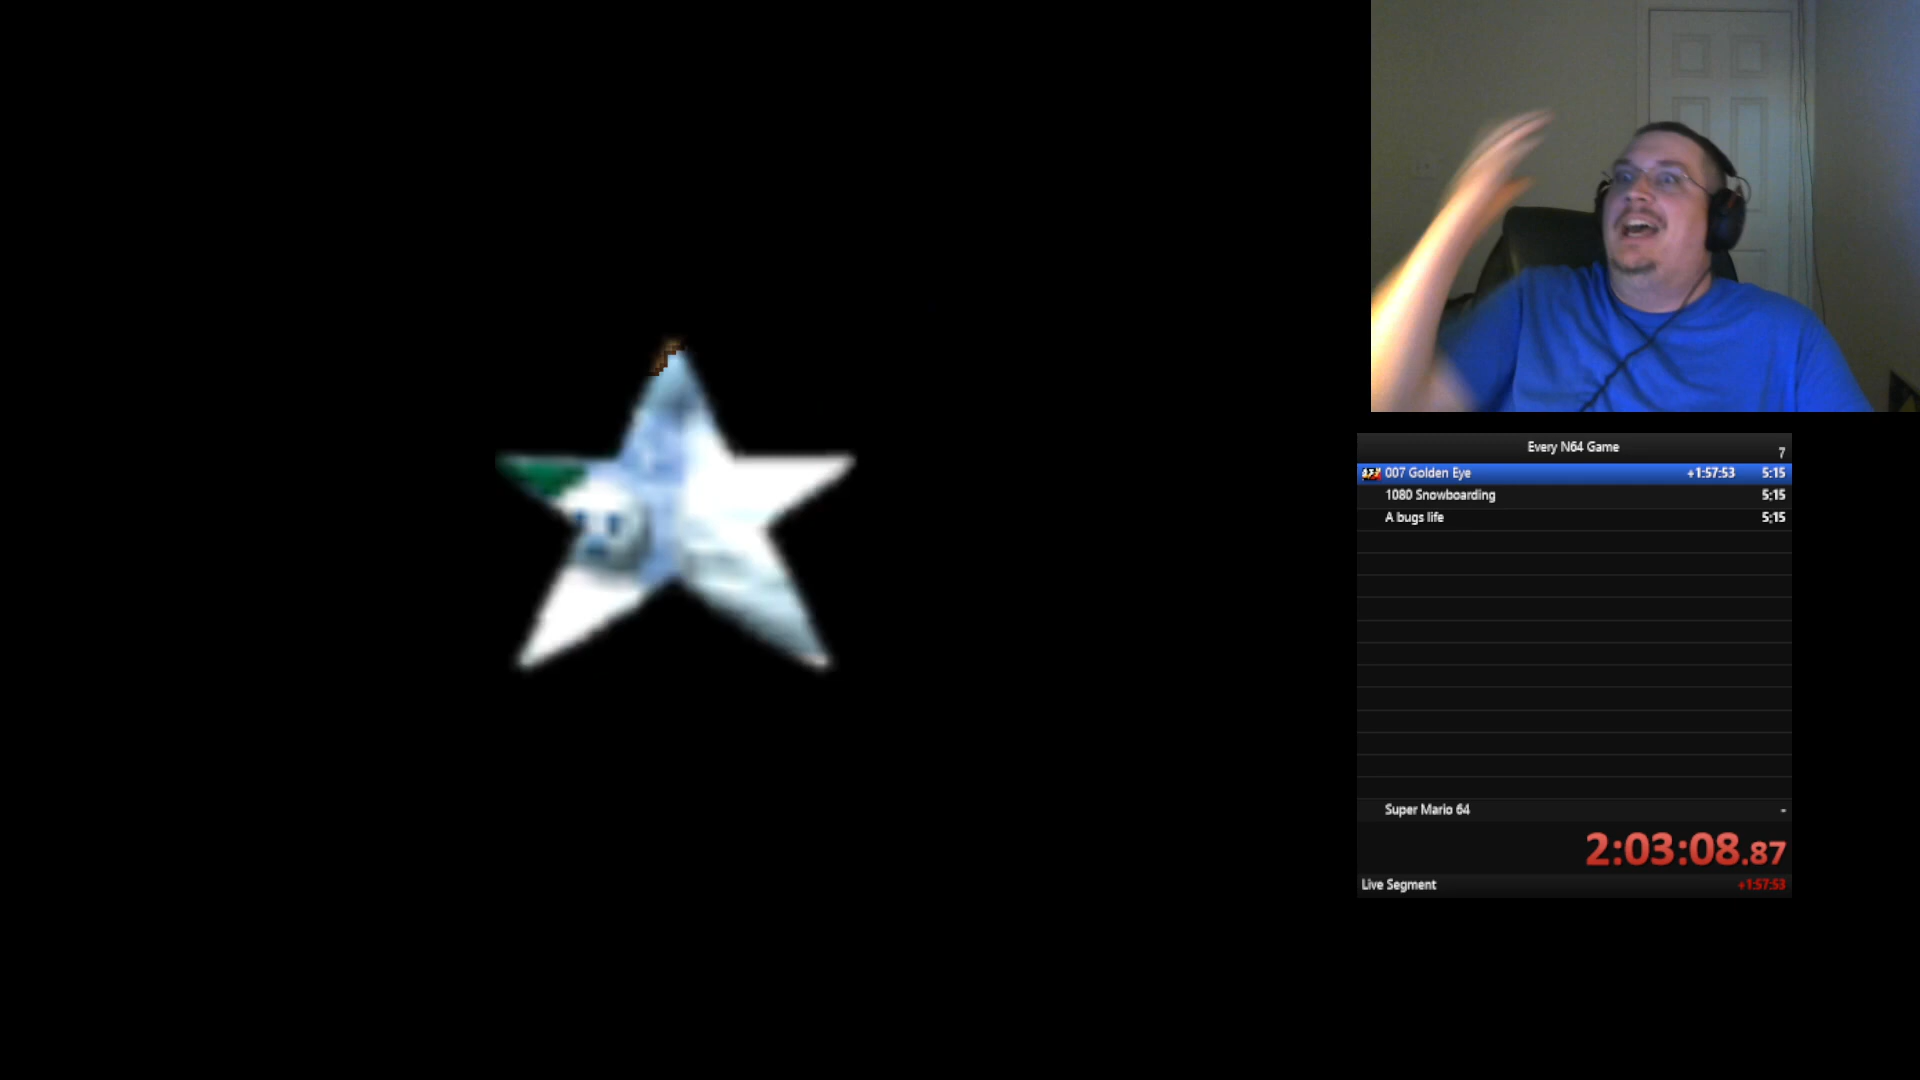 Every N64 Game
7
007 Golden Eye +1:57:53 5:15
1080 Snowboarding 5:15
A bugs life 5:15
Super Mario 64 -
2:03:08.87
Live Segment +1:57:53